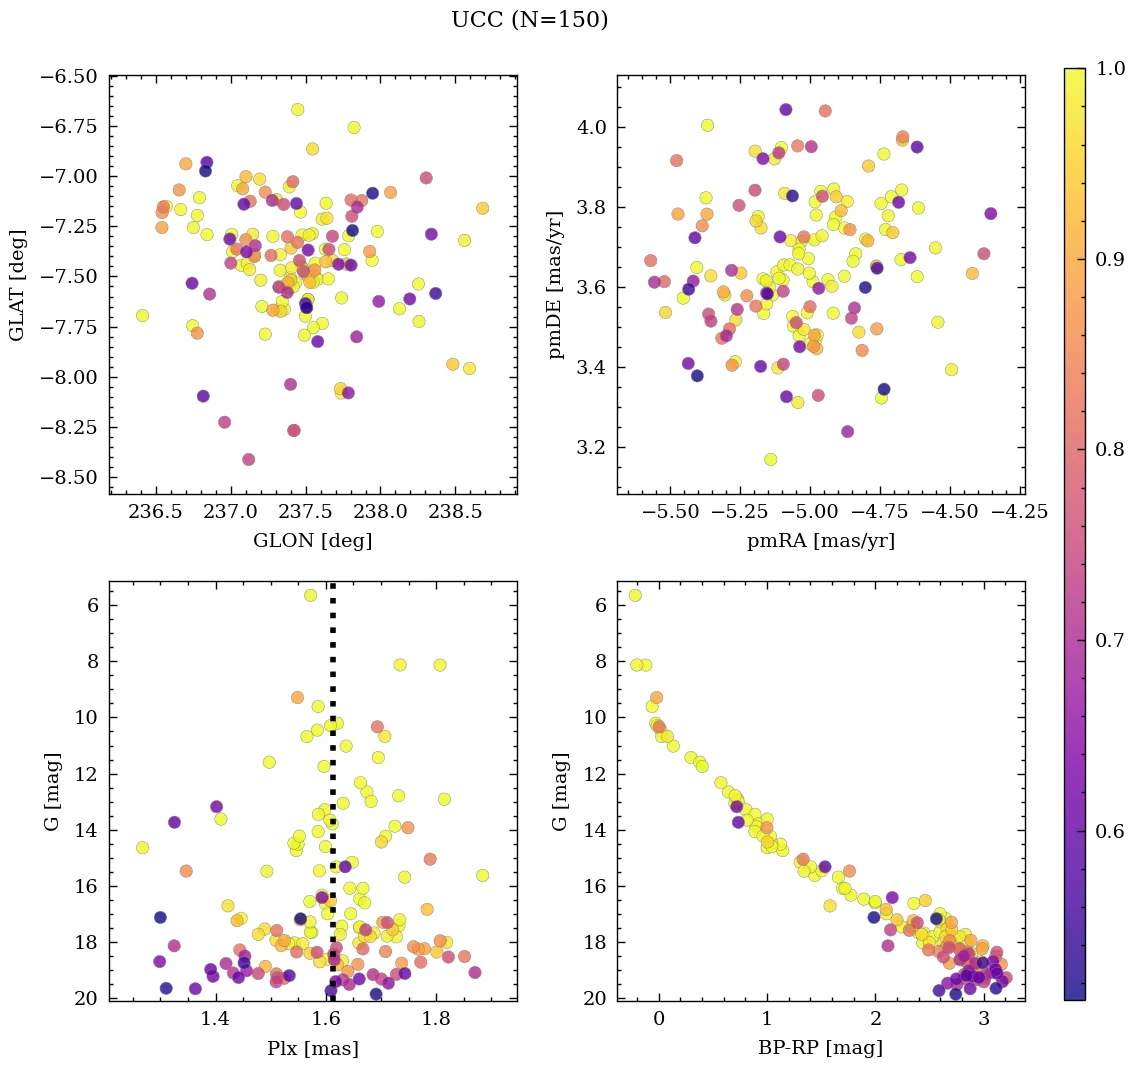 UCC (N=150)
−6.50
−6.75
−7.00
−7.25
−7.50
−7.75
−8.00
−8.25
−8.50
GLAT [deg]
236.5 237.0 237.5 238.0 238.5
GLON [deg]
4.0
3.8
3.6
3.4
3.2
pmDE [mas/yr]
−5.50 −5.25 −5.00 −4.75 −4.50 −4.25
pmRA [mas/yr]
6
8
10
12
14
16
18
20
G [mag]
1.4 1.6 1.8
Plx [mas]
6
8
10
12
14
16
18
20
G [mag]
0 1 2 3
BP-RP [mag]
1.0
0.9
0.8
0.7
0.6